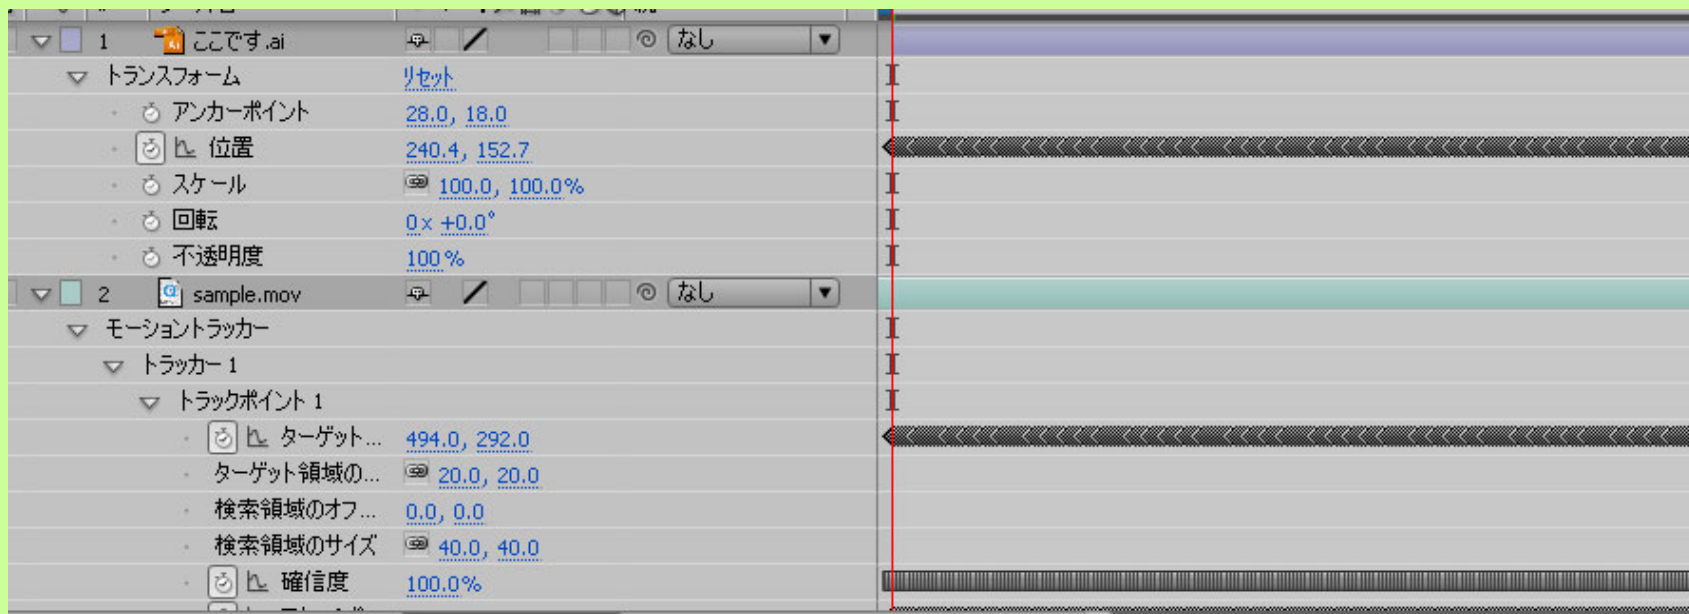 1 ここです.ai なし
トランスフォーム リセット
アンカーポイント 28.0, 18.0
位置 240.4, 152.7
スケール 100.0, 100.0%
回転 0x +0.0°
不透明度 100%
2 sample.mov なし
モーショントラッカー
トラッカー 1
トラックポイント 1
ターゲット... 494.0, 292.0
ターゲット領域の... 20.0, 20.0
検索領域のオフ... 0.0, 0.0
検索領域のサイズ 40.0, 40.0
確信度 100.0%